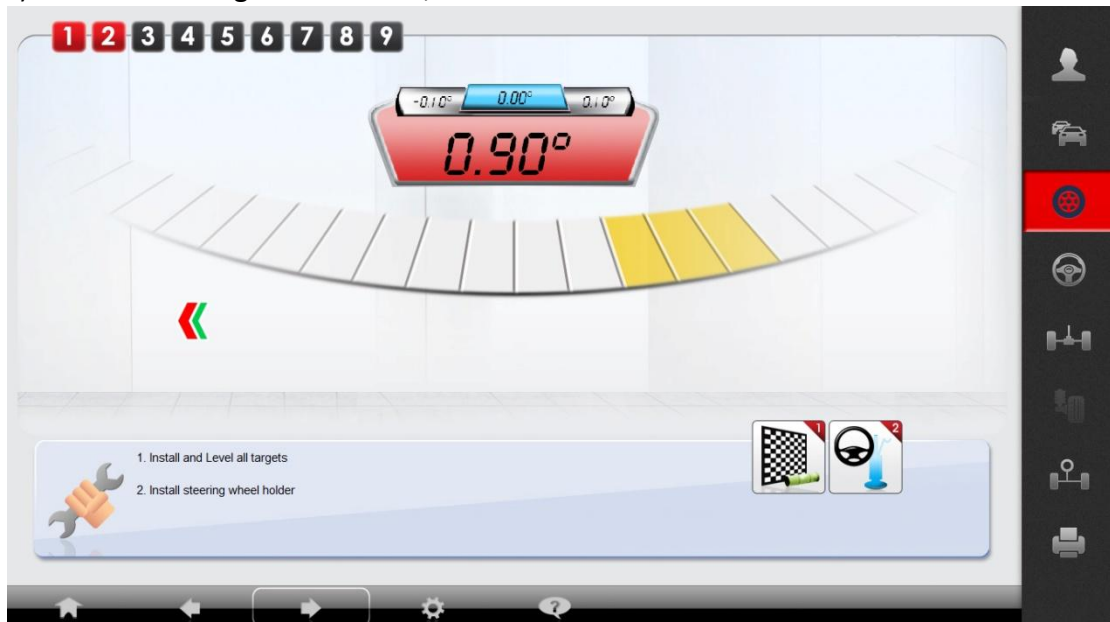 1 2 3 4 5 6 7 8 9
-0.10° 0.00° 0.10°
0.90°
1. Install and Level all targets
1 2
2. Install steering wheel holder
?